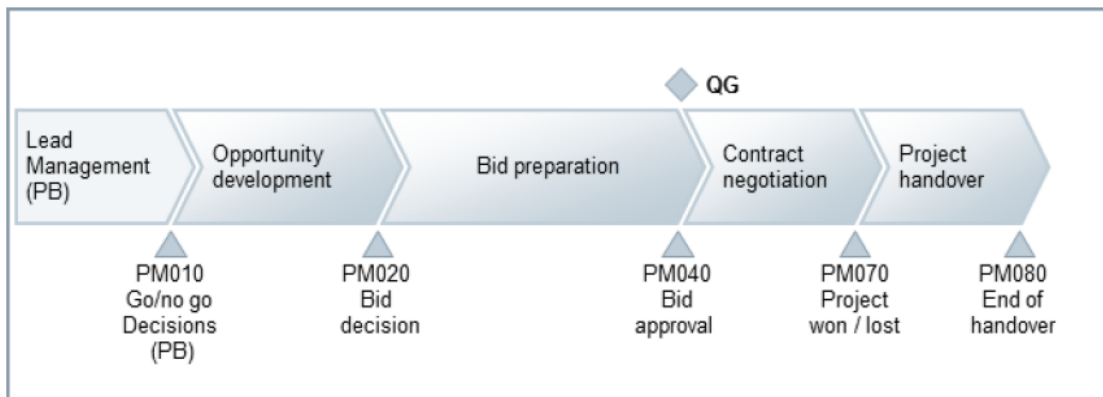 QG
Lead
Management
(PB)
Opportunity
development
Bid preparation
Contract
negotiation
Project
handover
PM010
Go/no go
Decisions
(PB)
PM020
Bid
decision
PM040
Bid
approval
PM070
Project
won / lost
PM080
End of
handover